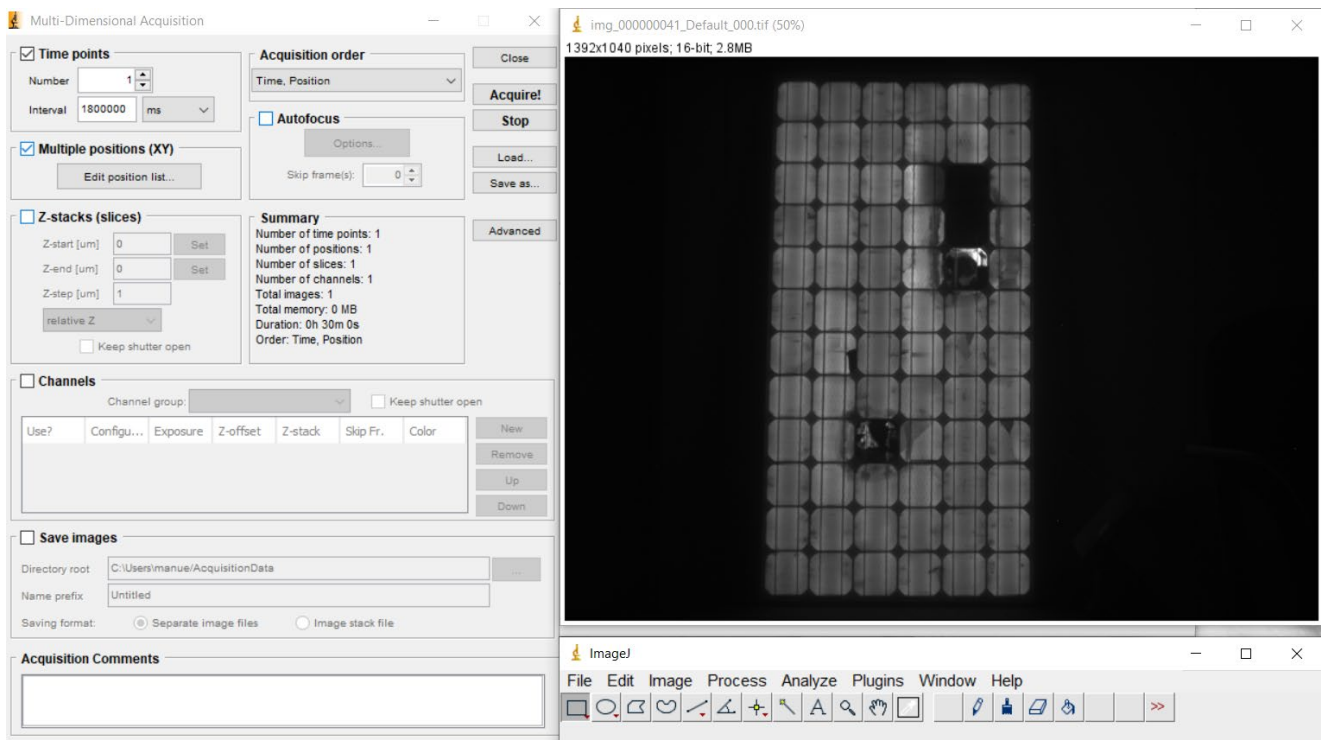 Multi-Dimensional Acquisition
Time points
Number 1
Interval 1800000 ms
Multiple positions (XY)
Edit position list...
Z-stacks (slices)
Z-start [um] 0 Set
Z-end [um] 0 Set
Z-step [um] 1
relative Z
Keep shutter open
Acquisition order
Time, Position
Autofocus
Options...
Skip frame(s): 0
Summary
Number of time points: 1
Number of positions: 1
Number of slices: 1
Number of channels: 1
Total images: 1
Total memory: 0 MB
Duration: 0h 30m 0s
Order: Time, Position
Close
Acquire!
Stop
Load...
Save as...
Advanced
Channels
Channel group: Keep shutter open
Use? Configu... Exposure Z-offset Z-stack Skip Fr. Color
New
Remove
Up
Down
Save images
Directory root C:\Users\manue/AcquisitionData ...
Name prefix Untitled
Saving format: Separate image files Image stack file
Acquisition Comments
img_000000041_Default_000.tif (50%)
1392x1040 pixels; 16-bit; 2.8MB
ImageJ
File Edit Image Process Analyze Plugins Window Help
A >>